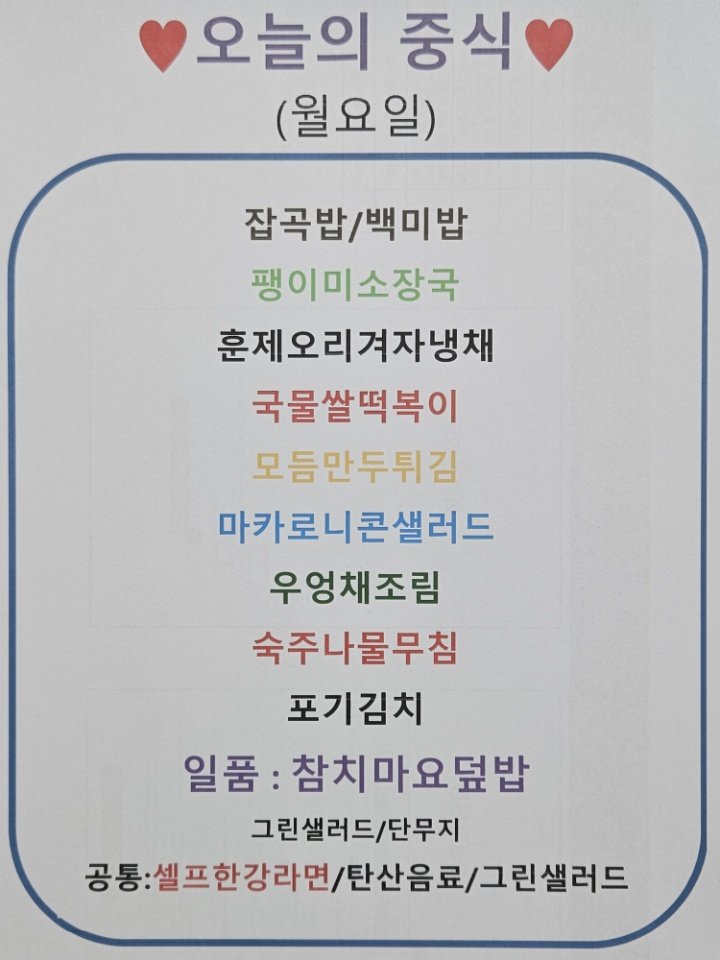 ♥오늘의 중식♥
(월요일)
잡곡밥/백미밥
팽이미소장국
훈제오리겨자냉채
국물쌀떡볶이
모듬만두튀김
마카로니콘샐러드
우엉채조림
숙주나물무침
포기김치
일품 : 참치마요덮밥
그린샐러드/단무지
공통:셀프한강라면/탄산음료/그린샐러드